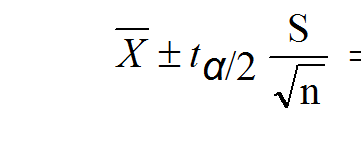 X̅ ± t_{α/2} S/√n =